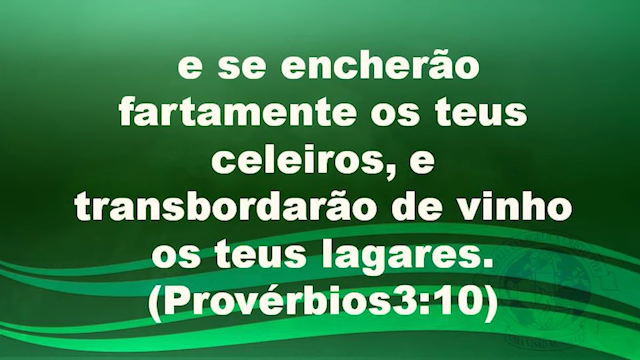 e se encherão
fartamente os teus
celeiros, e
transbordarão de vinho
os teus lagares.
(Provérbios3:10)